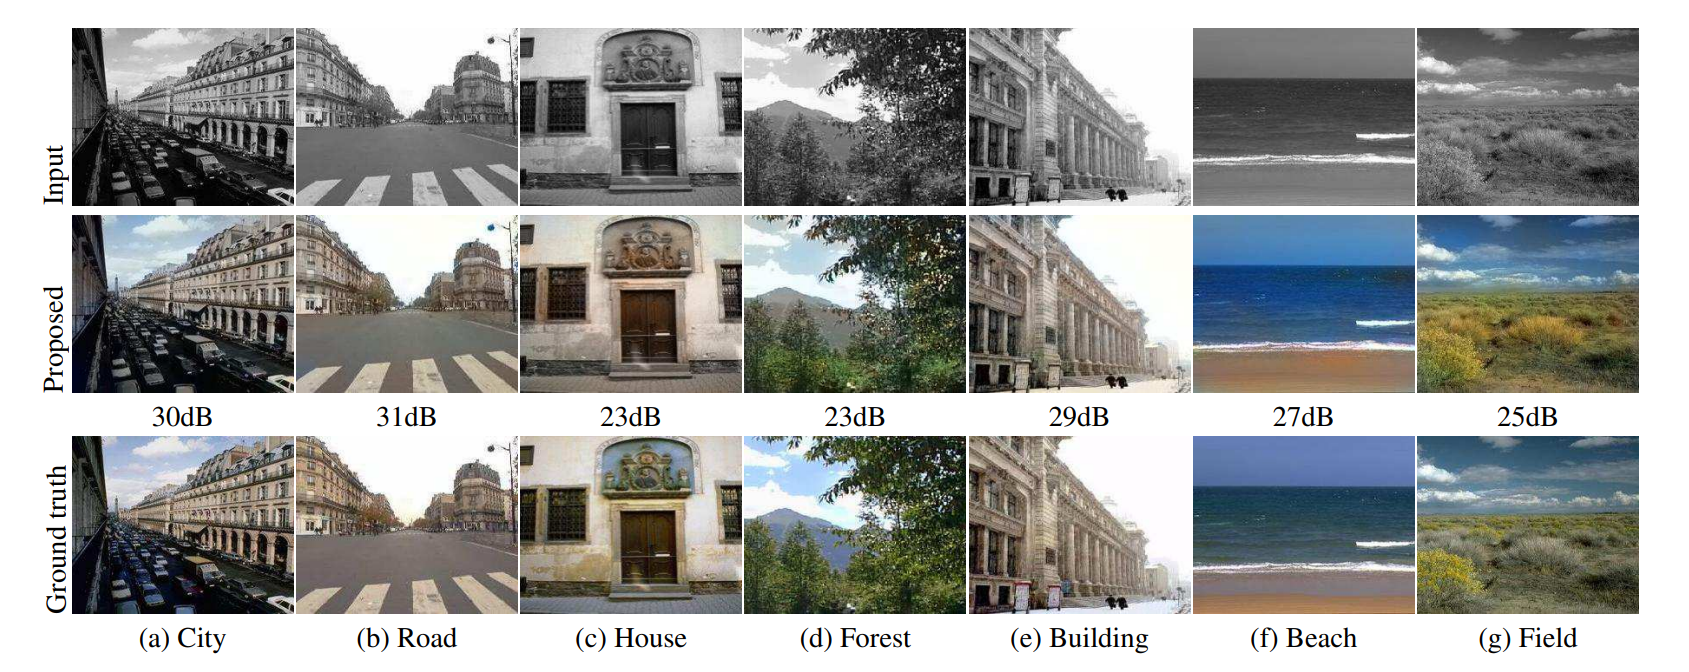 Input
Proposed
30dB 31dB 23dB 23dB 29dB 27dB 25dB
Ground truth
(a) City (b) Road (c) House (d) Forest (e) Building (f) Beach (g) Field